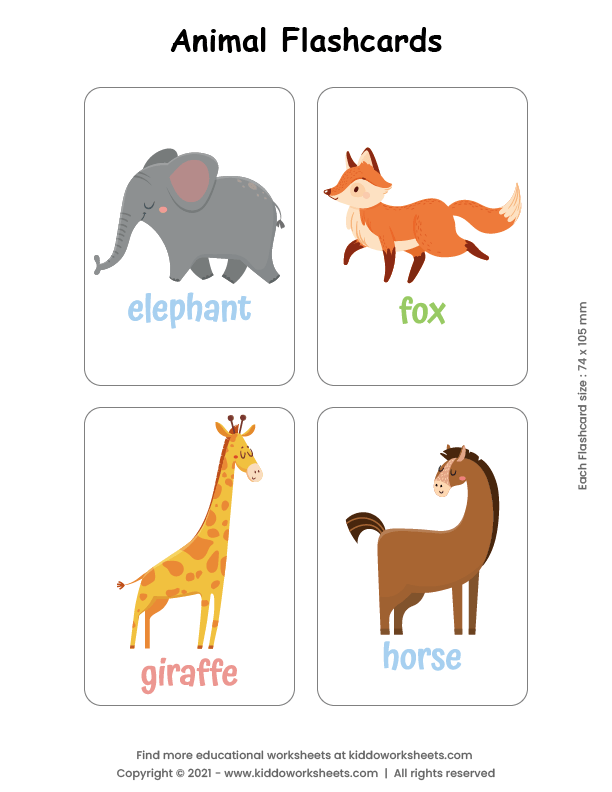 Animal Flashcards
elephant
fox
giraffe
horse
Each Flashcard size : 74 x 105 mm
Find more educational worksheets at kiddoworksheets.com
Copyright © 2021 - www.kiddoworksheets.com | All rights reserved